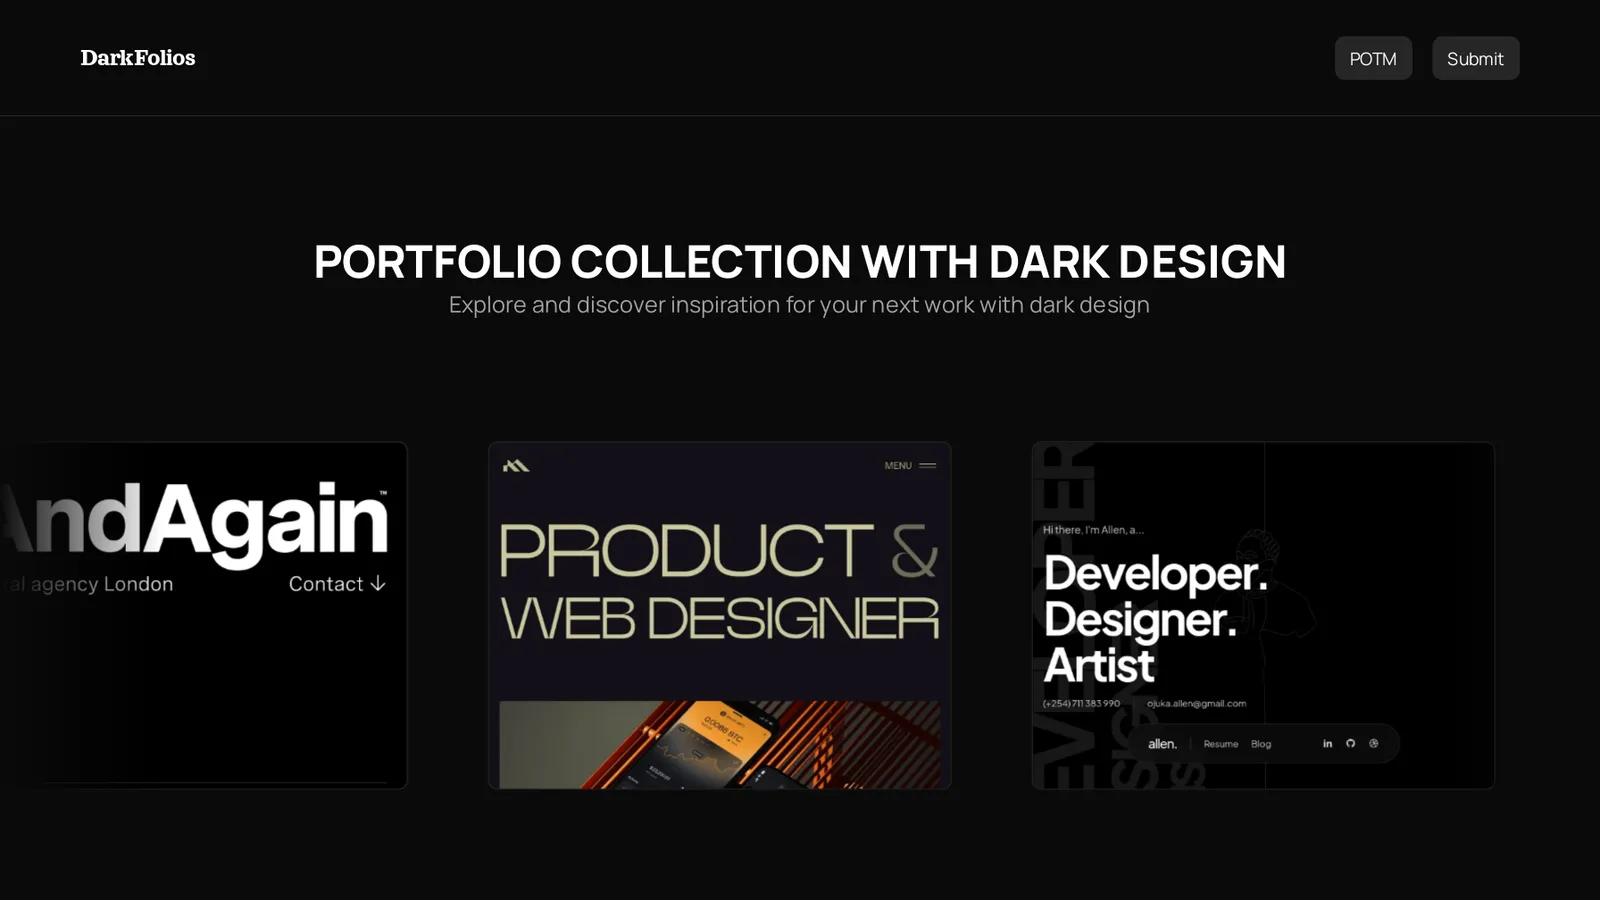 DarkFolios
POTM
Submit
PORTFOLIO COLLECTION WITH DARK DESIGN
Explore and discover inspiration for your next work with dark design
AndAgain™
al agency London
Contact ↓
MENU
PRODUCT &
WEB DESIGNER
Hi there, I'm Allen, a...
Developer.
Designer.
Artist
(+254) 711 383 990
ojuka.allen@gmail.com
allen.
Resume
Blog
in